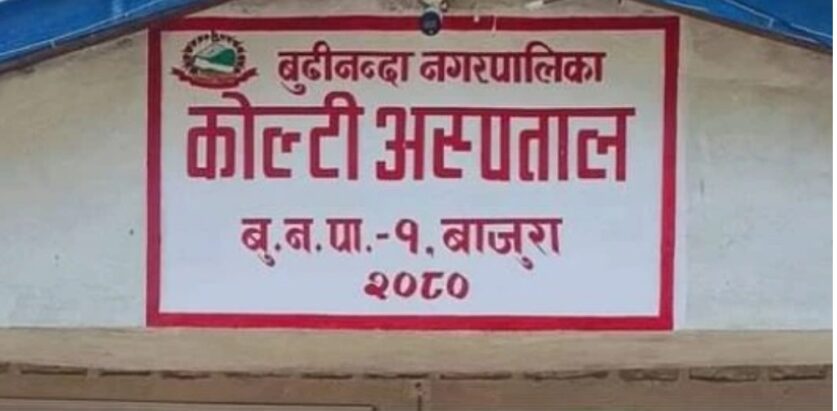 बुढीनन्दा नगरपालिका
कोल्टी अस्पताल
बु.न.पा.-१, बाजुरा
२०८०